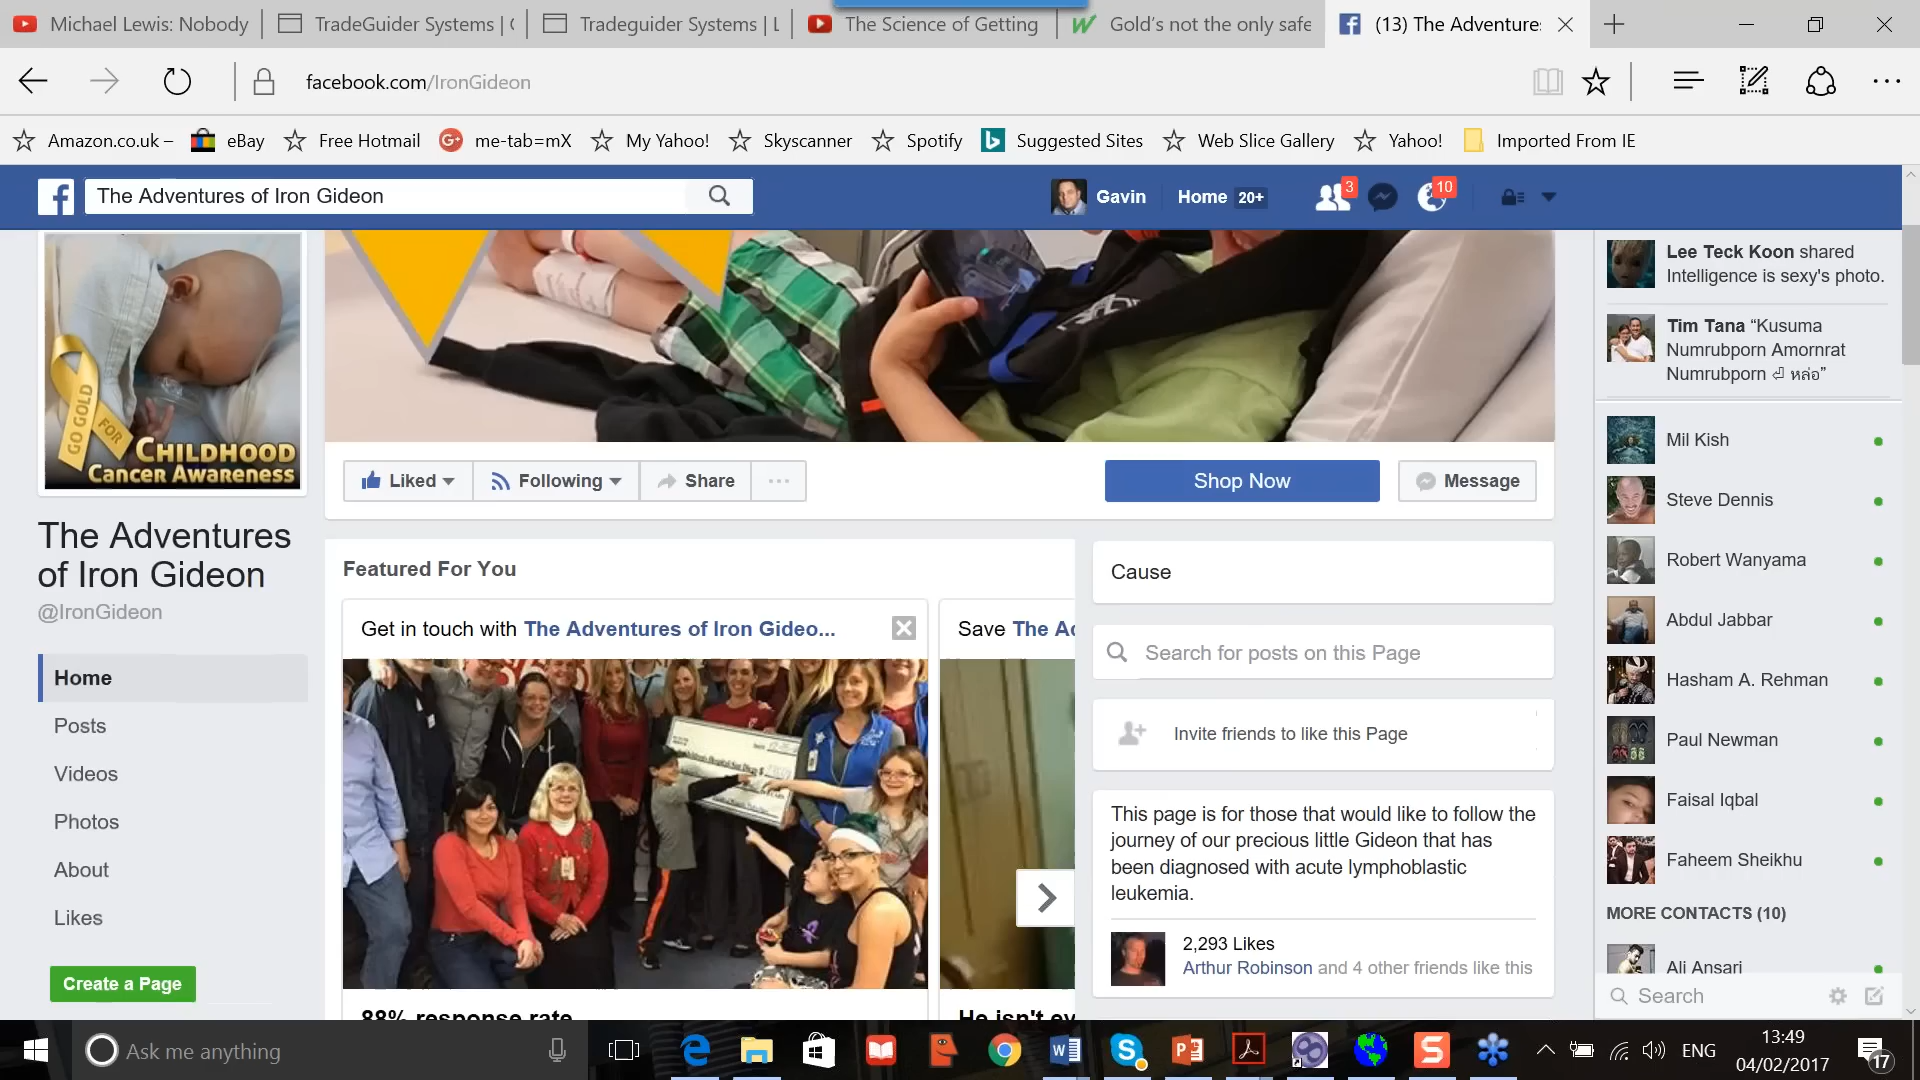 Michael Lewis: Nobody
TradeGuider Systems | (
Tradeguider Systems | L
The Science of Getting
Gold's not the only safe
(13) The Adventure:
facebook.com/IronGideon
Amazon.co.uk –
eBay
Free Hotmail
me-tab=mX
My Yahoo!
Skyscanner
Spotify
Suggested Sites
Web Slice Gallery
Yahoo!
Imported From IE
The Adventures of Iron Gideon
Gavin
Home 20+
3
10
GO GOLD
FOR
CHILDHOOD
CANCER AWARENESS
The Adventures
of Iron Gideon
@IronGideon
Home
Posts
Videos
Photos
About
Likes
Create a Page
Liked
Following
Share
Shop Now
Message
Featured For You
Get in touch with The Adventures of Iron Gideo...
Save The Ad
88% response rate
He isn't ev
Cause
Search for posts on this Page
Invite friends to like this Page
This page is for those that would like to follow the
journey of our precious little Gideon that has
been diagnosed with acute lymphoblastic
leukemia.
2,293 Likes
Arthur Robinson and 4 other friends like this
Lee Teck Koon shared
Intelligence is sexy's photo.
Tim Tana “Kusuma
Numrubporn Amornrat
Numrubporn ⏎ หล่อ”
Mil Kish
Steve Dennis
Robert Wanyama
Abdul Jabbar
Hasham A. Rehman
Paul Newman
Faisal Iqbal
Faheem Sheikhu
MORE CONTACTS (10)
Ali Ansari
Search
Ask me anything
ENG
13:49
04/02/2017
17